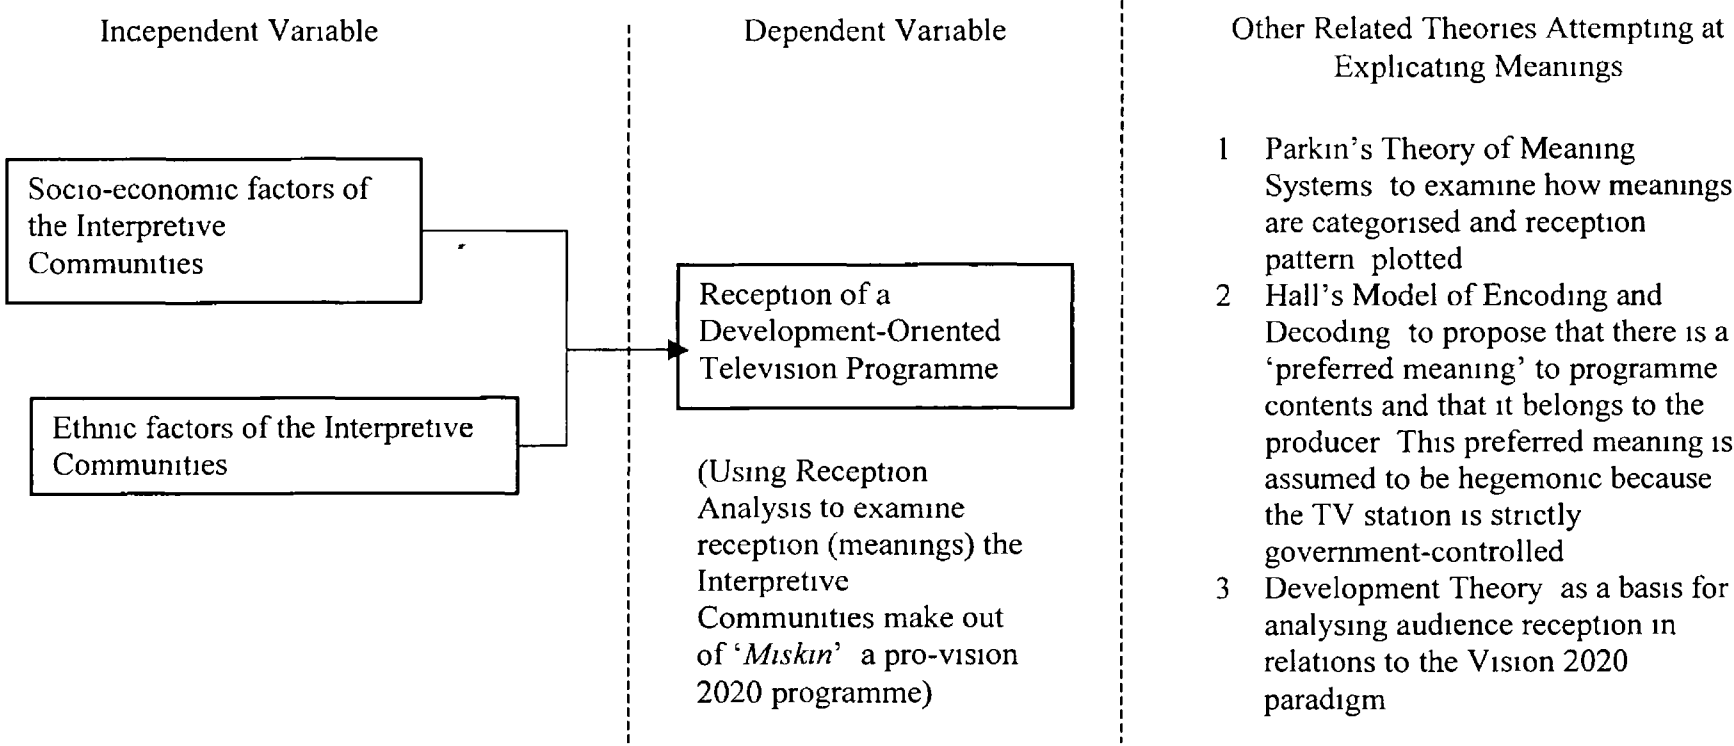 Incependent Variable
Socio-economic factors of
the Interpretive
Communities
Ethnic factors of the Interpretive
Communities
Dependent Variable
Reception of a
Development-Oriented
Television Programme
(Using Reception
Analysis to examine
reception (meanings) the
Interpretive
Communities make out
of ‘Miskin’ a pro-vision
2020 programme)
Other Related Theories Attempting at
Explicating Meanings
1 Parkin’s Theory of Meaning
Systems to examine how meanings
are categorised and reception
pattern plotted
2 Hall’s Model of Encoding and
Decoding to propose that there is a
‘preferred meaning’ to programme
contents and that it belongs to the
producer This preferred meaning is
assumed to be hegemonic because
the TV station is strictly
government-controlled
3 Development Theory as a basis for
analysing audience reception in
relations to the Vision 2020
paradigm